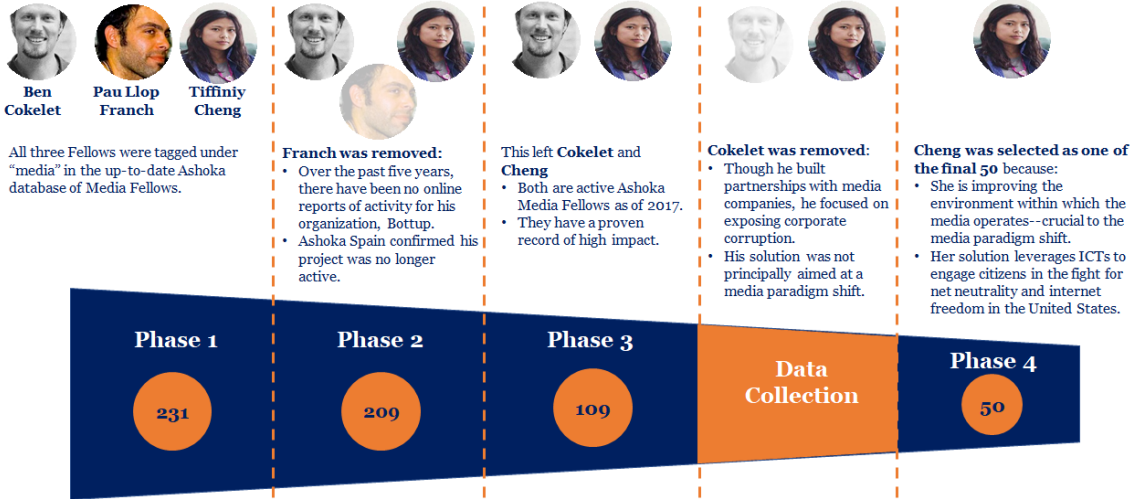 Ben
Cokelet
Pau Llop
Franch
Tiffiniy
Cheng
All three Fellows were tagged under
“media” in the up-to-date Ashoka
database of Media Fellows.
Franch was removed:
• Over the past five years,
there have been no online
reports of activity for his
organization, Bottup.
• Ashoka Spain confirmed his
project was no longer
active.
This left Cokelet and
Cheng
• Both are active Ashoka
Media Fellows as of 2017.
• They have a proven
record of high impact.
Cokelet was removed:
• Though he built
partnerships with media
companies, he focused on
exposing corporate
corruption.
• His solution was not
principally aimed at a
media paradigm shift.
Cheng was selected as one of
the final 50 because:
• She is improving the
environment within which the
media operates--crucial to the
media paradigm shift.
• Her solution leverages ICTs to
engage citizens in the fight for
net neutrality and internet
freedom in the United States.
Phase 1
231
Phase 2
209
Phase 3
109
Data
Collection
Phase 4
50